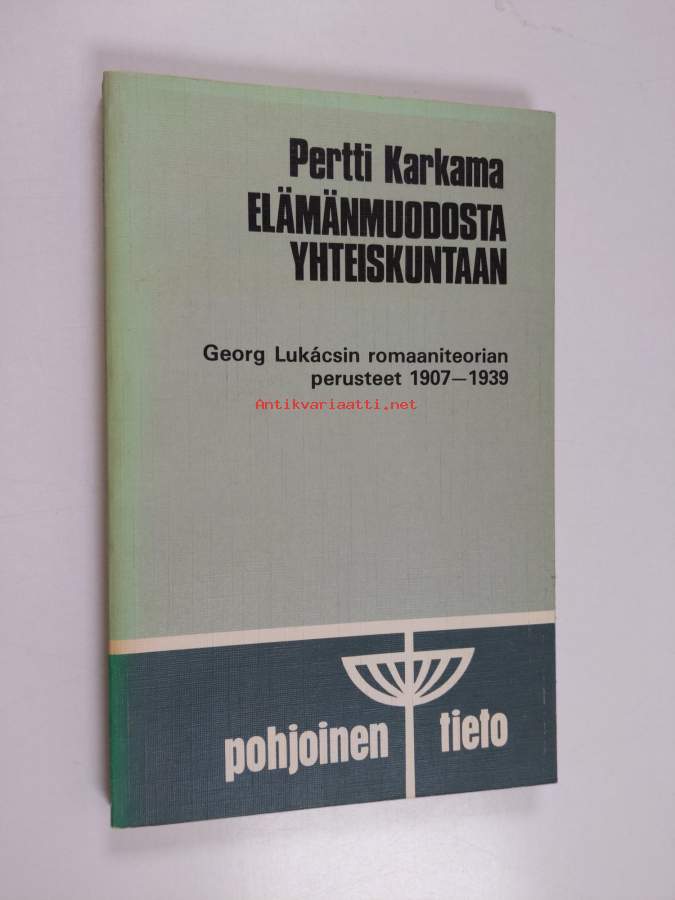 Pertti Karkama
ELÄMÄNMUODOSTA
YHTEISKUNTAAN
Georg Lukácsin romaaniteorian
perusteet 1907—1939
Antikvariaatti.net
pohjoinen tieto